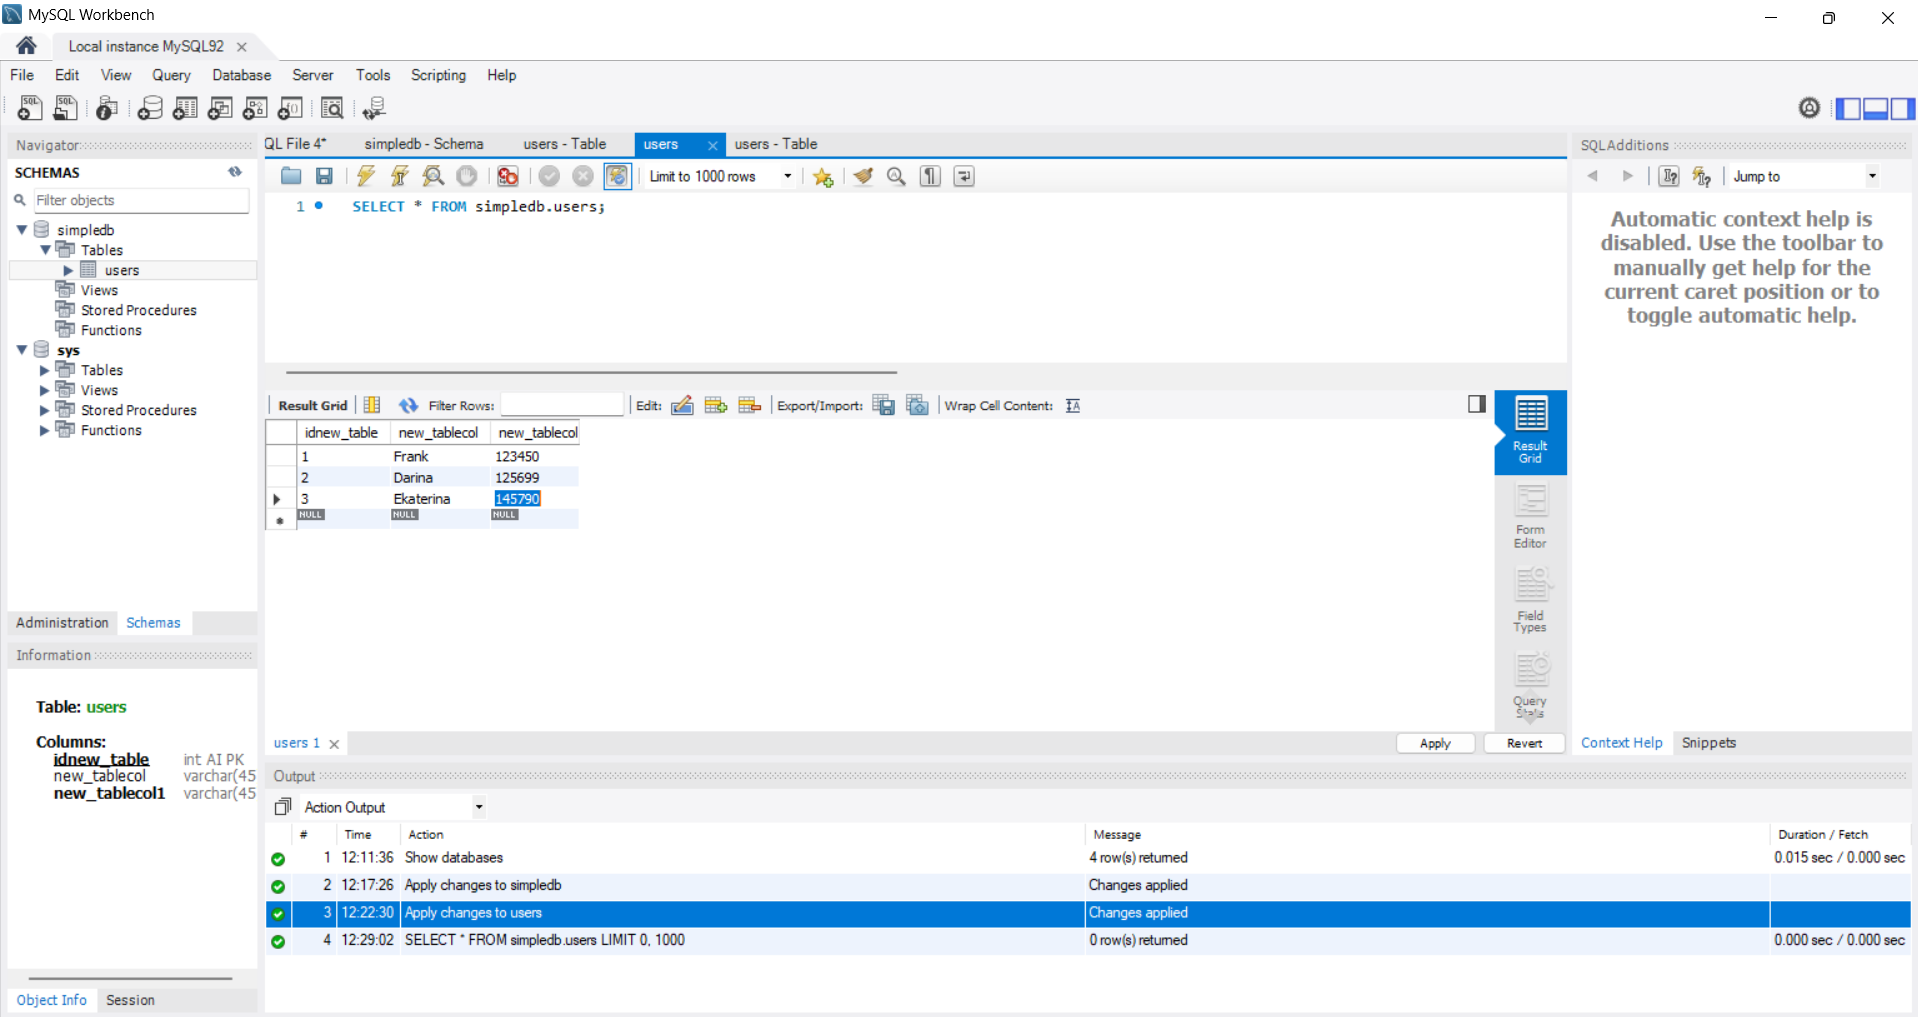 MySQL Workbench
Local instance MySQL92
File Edit View Query Database Server Tools Scripting Help
Navigator
SCHEMAS
Filter objects
simpledb
Tables
users
Views
Stored Procedures
Functions
sys
Tables
Views
Stored Procedures
Functions
Administration Schemas
Information
Table: users
Columns:
idnew_table int AI PK
new_tablecol varchar(45
new_tablecol1 varchar(45
Object Info Session
QL File 4* simpledb - Schema users - Table users users - Table
Limit to 1000 rows
1 SELECT * FROM simpledb.users;
Result Grid Filter Rows: Edit: Export/Import: Wrap Cell Content: IA
idnew_table new_tablecol new_tablecol
1 Frank 123450
2 Darina 125699
3 Ekaterina 145790
NULL NULL NULL
Result
Grid
Form
Editor
Field
Types
Query
Stats
users 1 Apply Revert
SQLAdditions
Jump to
Automatic context help is
disabled. Use the toolbar to
manually get help for the
current caret position or to
toggle automatic help.
Context Help Snippets
Output
Action Output
# Time Action Message Duration / Fetch
1 12:11:36 Show databases 4 row(s) returned 0.015 sec / 0.000 sec
2 12:17:26 Apply changes to simpledb Changes applied
3 12:22:30 Apply changes to users Changes applied
4 12:29:02 SELECT * FROM simpledb.users LIMIT 0, 1000 0 row(s) returned 0.000 sec / 0.000 sec